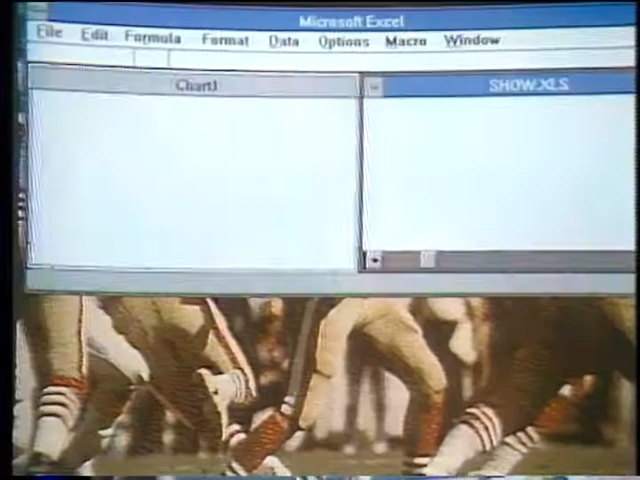 Microsoft Excel
File Edit Formula Format Data Options Macro Window
Chart1 SHOW.XLS